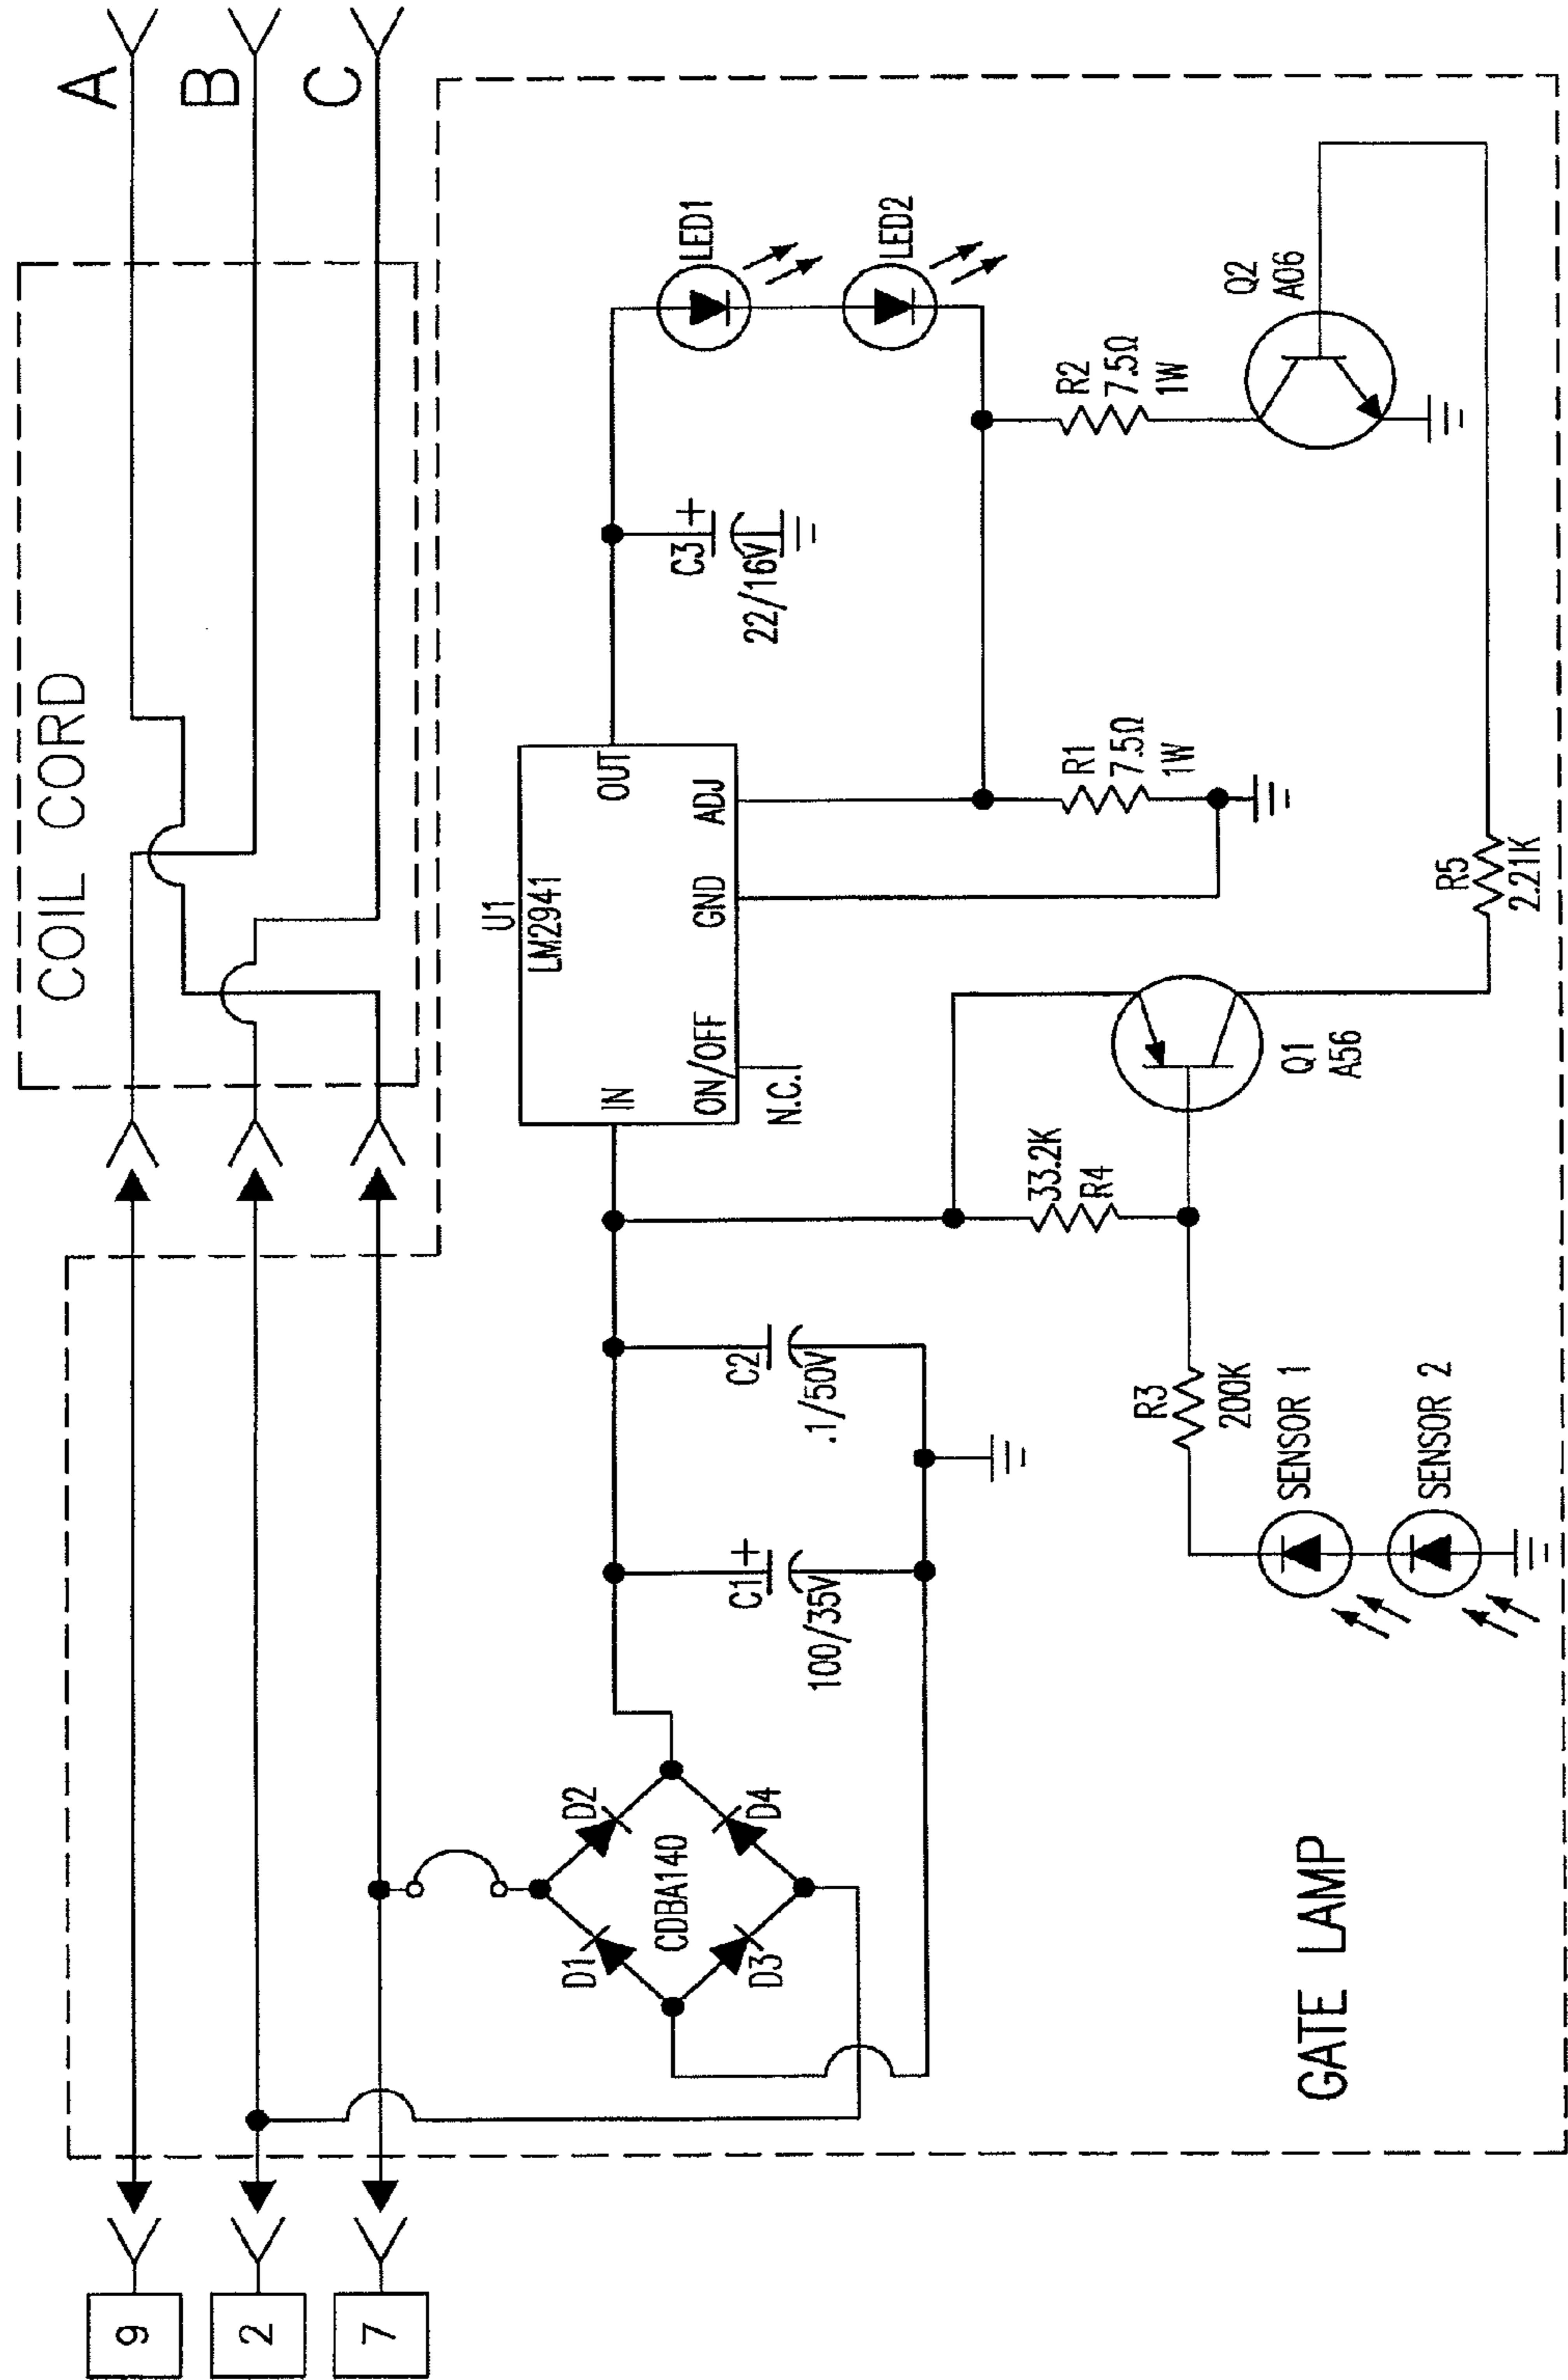 COIL CORD
A
9
B
2
C
7
U1
LM2941
D1
D2
IN
OUT
CDBA140
LED1
ON/OFF
GND
ADJ
C3 +
D3
D4
C1 +
C2
22/16V
N.C.
100/35V
.1/50V
LED2
33.2K
R4
R1
7.5Ω
1W
R2
7.5Ω
1W
R3
200K
Q2
A06
SENSOR 1
Q1
A56
GATE LAMP
SENSOR 2
R5
2.21K